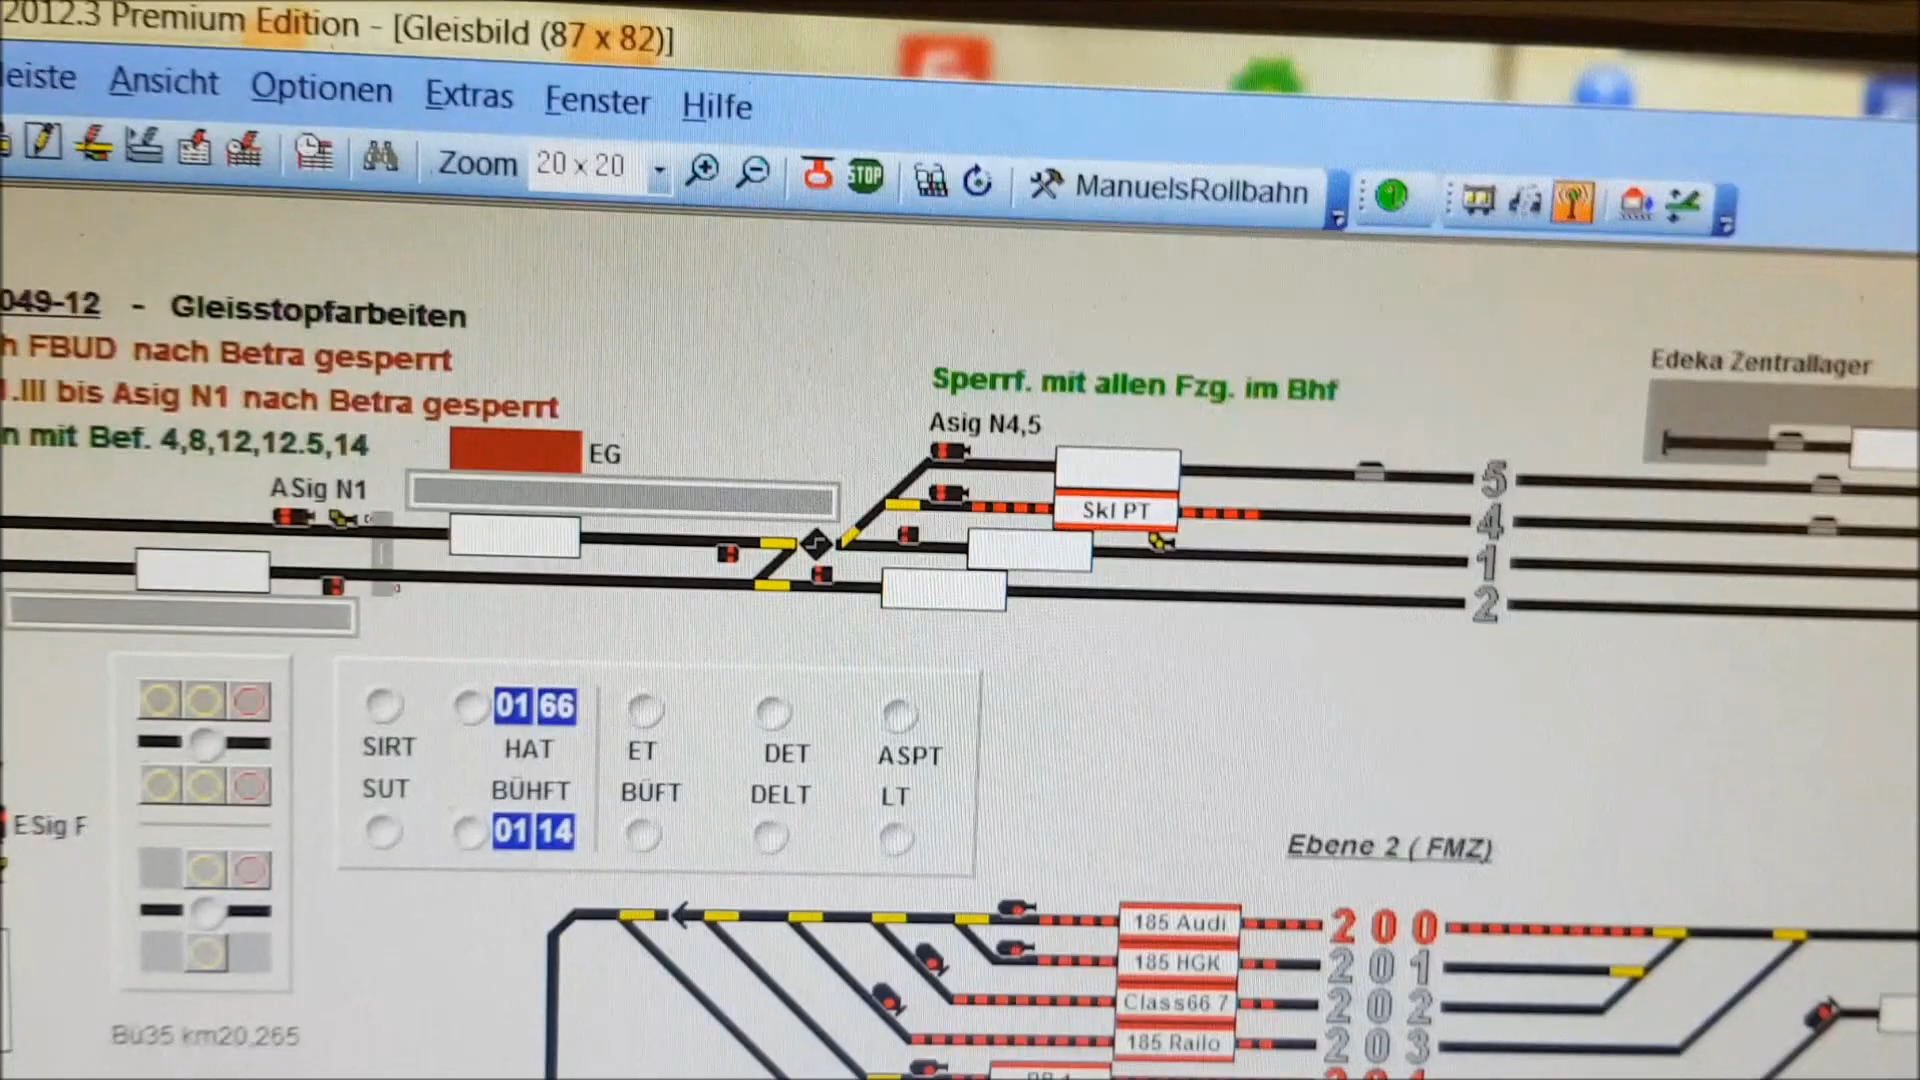 2012.3 Premium Edition - [Gleisbild (87 x 82)]
leiste Ansicht Optionen Extras Fenster Hilfe
Zoom 20 x 20 STOP ManuelsRollbahn
049-12 - Gleisstopfarbeiten
h FBUD nach Betra gesperrt
.III bis Asig N1 nach Betra gesperrt
n mit Bef. 4,8,12,12.5,14
Sperrf. mit allen Fzg. im Bhf
Edeka Zentrallager
Asig N4,5
EG
ASig N1
5
Skl PT
4
1
2
01 66
SIRT HAT ET DET ASPT
SUT BÜHFT BÜFT DELT LT
01 14
ESig F
Ebene 2 ( FMZ)
185 Audi 200
185 HGK 201
Class66 7 202
185 Railo 203
Bü35 km20,265